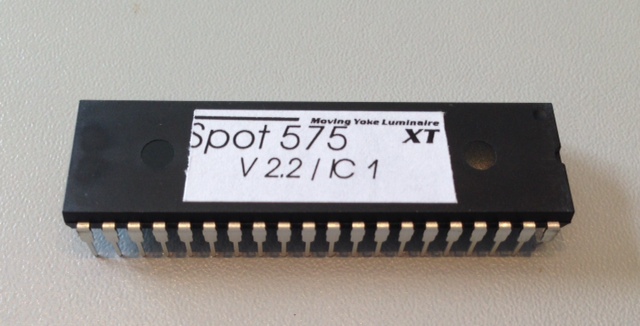 Moving Yoke Luminaire
Spot 575 XT
V 2.2 / IC 1